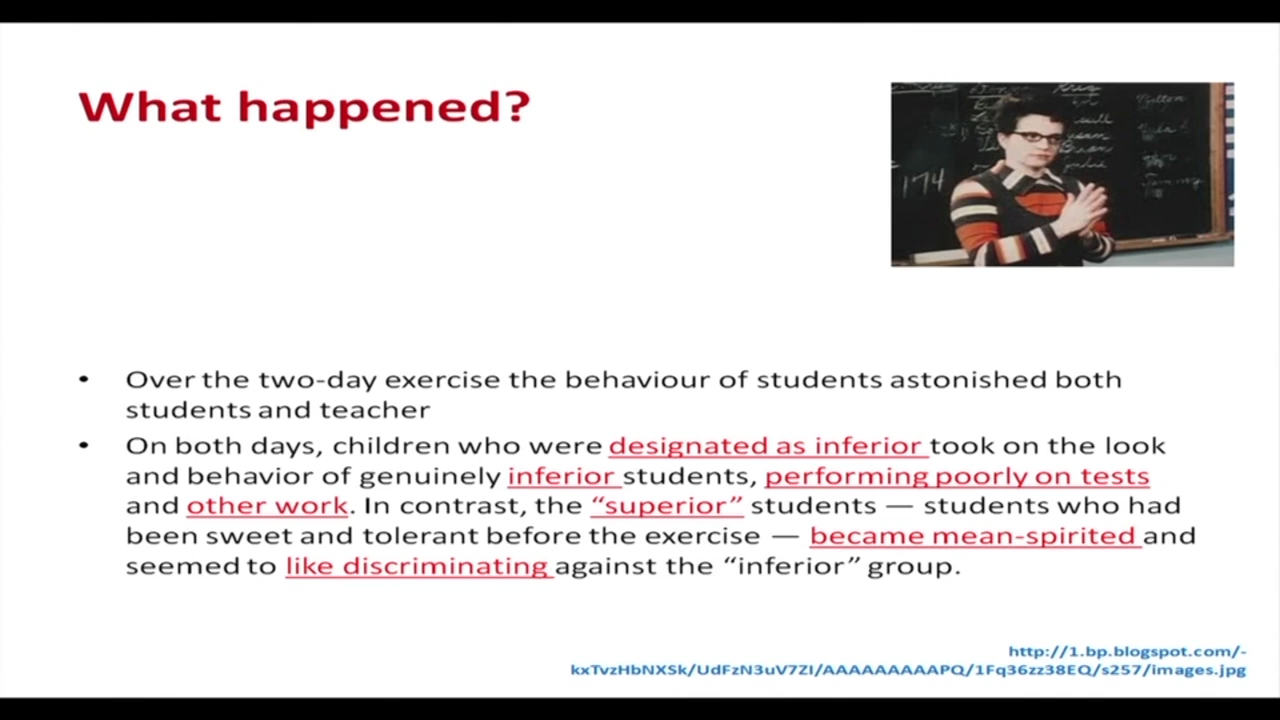 What happened?
174
• Over the two-day exercise the behaviour of students astonished both
students and teacher
• On both days, children who were designated as inferior took on the look
and behavior of genuinely inferior students, performing poorly on tests
and other work. In contrast, the “superior” students — students who had
been sweet and tolerant before the exercise — became mean-spirited and
seemed to like discriminating against the “inferior” group.
http://1.bp.blogspot.com/-
kxTvzHbNXSk/UdFzN3uV7ZI/AAAAAAAAAPQ/1Fq36zz38EQ/s257/images.jpg